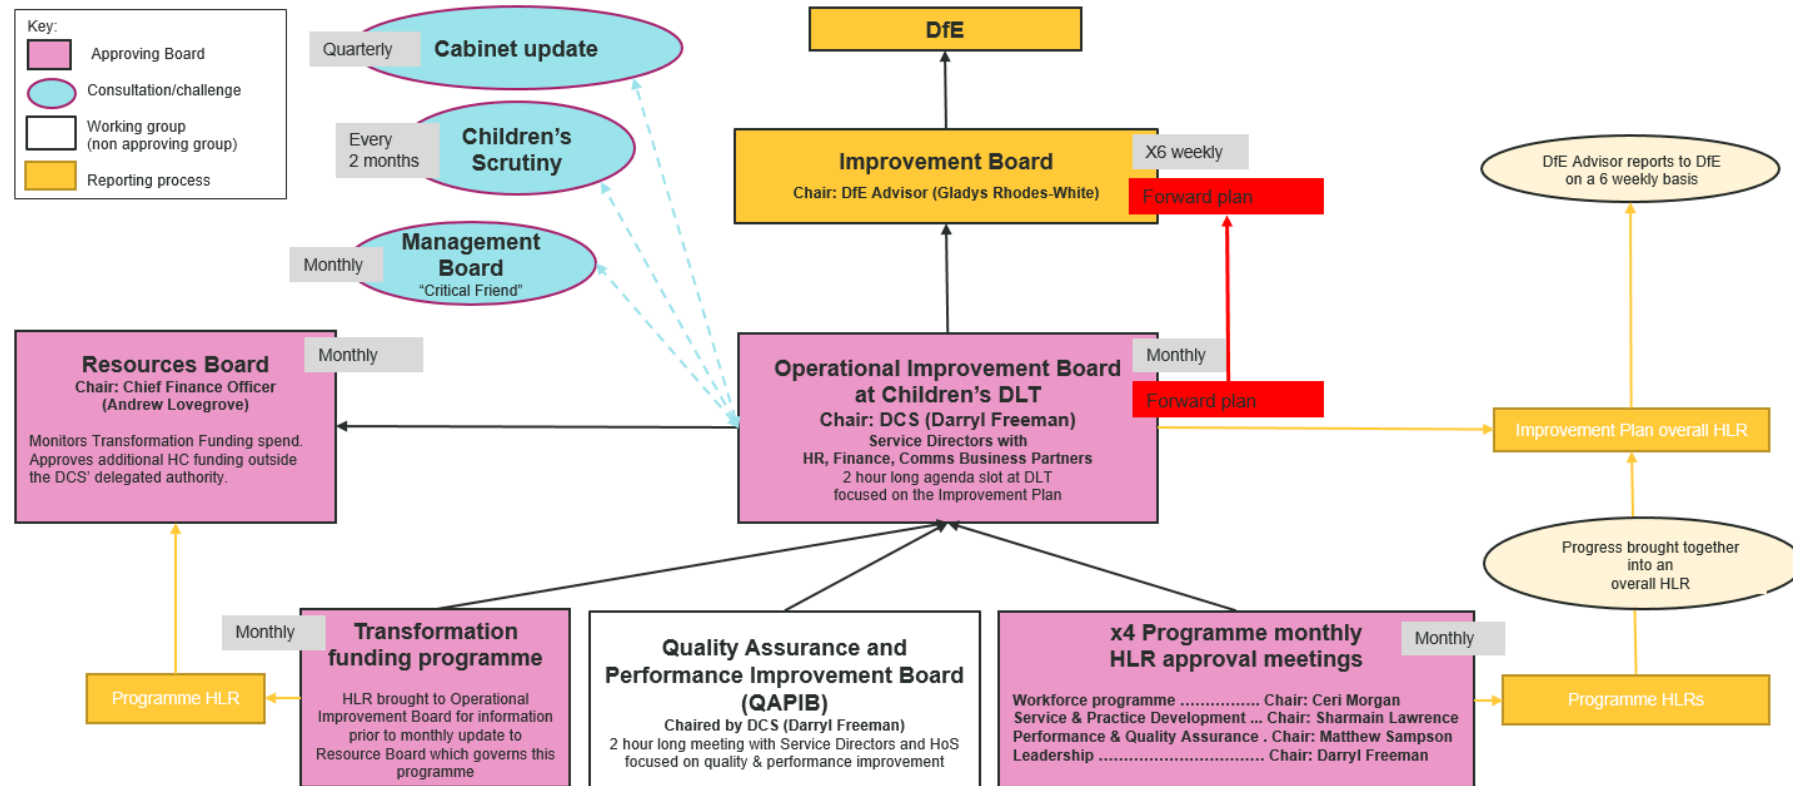 Key:
Approving Board
Consultation/challenge
Working group
(non approving group)
Reporting process
Quarterly
Cabinet update
Every
2 months
Children's
Scrutiny
Monthly
Management
Board
"Critical Friend"
DfE
Improvement Board
Chair: DfE Advisor (Gladys Rhodes-White)
X6 weekly
Forward plan
DfE Advisor reports to DfE
on a 6 weekly basis
Resources Board
Chair: Chief Finance Officer
(Andrew Lovegrove)
Monitors Transformation Funding spend.
Approves additional HC funding outside
the DCS' delegated authority.
Monthly
Operational Improvement Board
at Children's DLT
Chair: DCS (Darryl Freeman)
Service Directors with
HR, Finance, Comms Business Partners
2 hour long agenda slot at DLT
focused on the Improvement Plan
Monthly
Forward plan
Improvement Plan overall HLR
Progress brought together
into an
overall HLR
Programme HLR
Monthly
Transformation
funding programme
HLR brought to Operational
Improvement Board for information
prior to monthly update to
Resource Board which governs this
programme
Quality Assurance and
Performance Improvement Board
(QAPIB)
Chaired by DCS (Darryl Freeman)
2 hour long meeting with Service Directors and HoS
focused on quality & performance improvement
x4 Programme monthly
HLR approval meetings
Monthly
Workforce programme ................ Chair: Ceri Morgan
Service & Practice Development ... Chair: Sharmain Lawrence
Performance & Quality Assurance . Chair: Matthew Sampson
Leadership ................................. Chair: Darryl Freeman
Programme HLRs